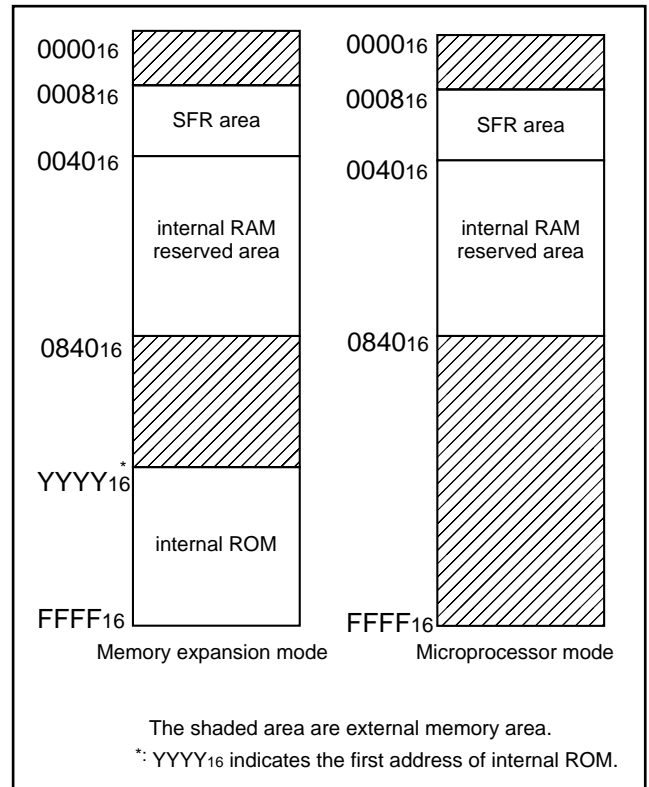 000016
000816
SFR area
004016
internal RAM
reserved area
084016
YYYY16*
internal ROM
FFFF16
Memory expansion mode
000016
000816
SFR area
004016
internal RAM
reserved area
084016
FFFF16
Microprocessor mode
The shaded area are external memory area.
*: YYYY16 indicates the first address of internal ROM.